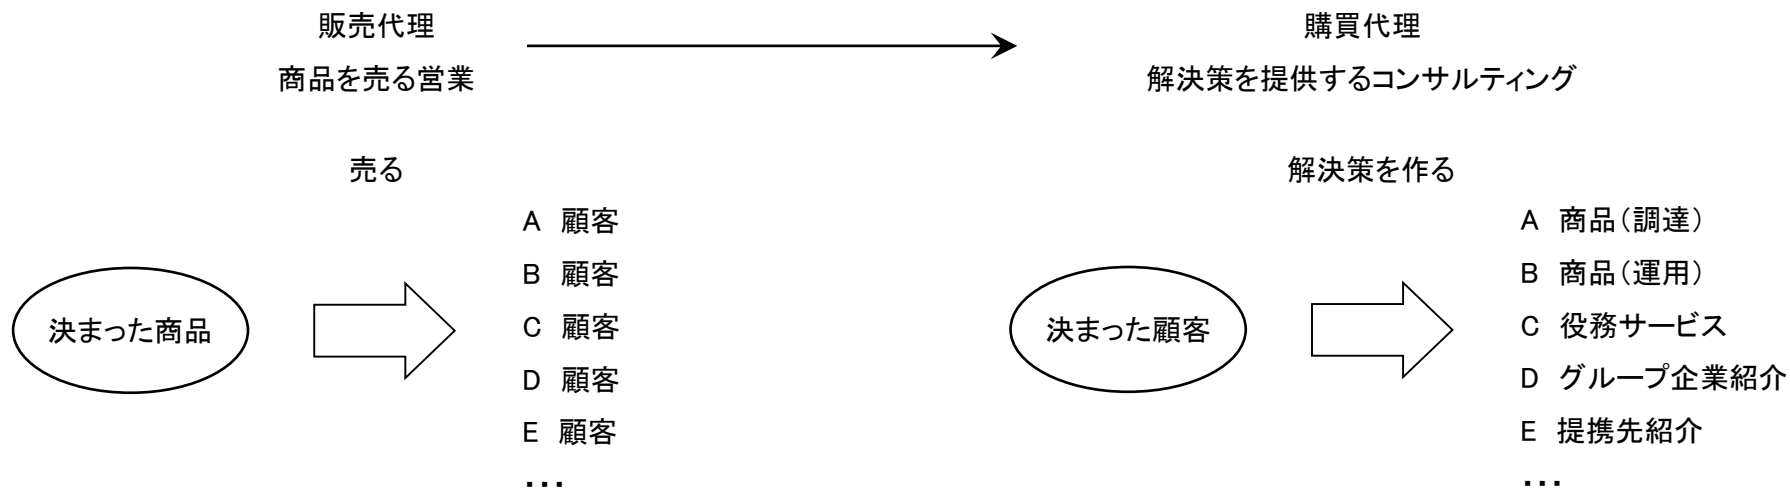 販売代理
商品を売る営業
売る
決まった商品
A 顧客
B 顧客
C 顧客
D 顧客
E 顧客
…
購買代理
解決策を提供するコンサルティング
解決策を作る
決まった顧客
A 商品（調達）
B 商品（運用）
C 役務サービス
D グループ企業紹介
E 提携先紹介
…